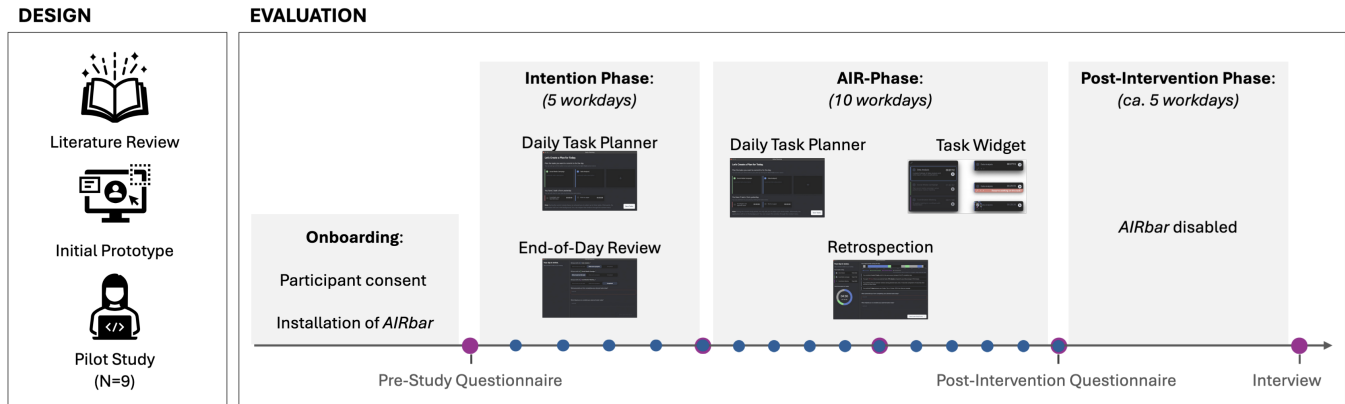 DESIGN
Literature Review
Initial Prototype
Pilot Study
(N=9)
EVALUATION
Onboarding:
Participant consent
Installation of AIRbar
Intention Phase:
(5 workdays)
Daily Task Planner
End-of-Day Review
AIR-Phase:
(10 workdays)
Daily Task Planner
Task Widget
Retrospection
Post-Intervention Phase:
(ca. 5 workdays)
AIRbar disabled
Pre-Study Questionnaire
Post-Intervention Questionnaire
Interview